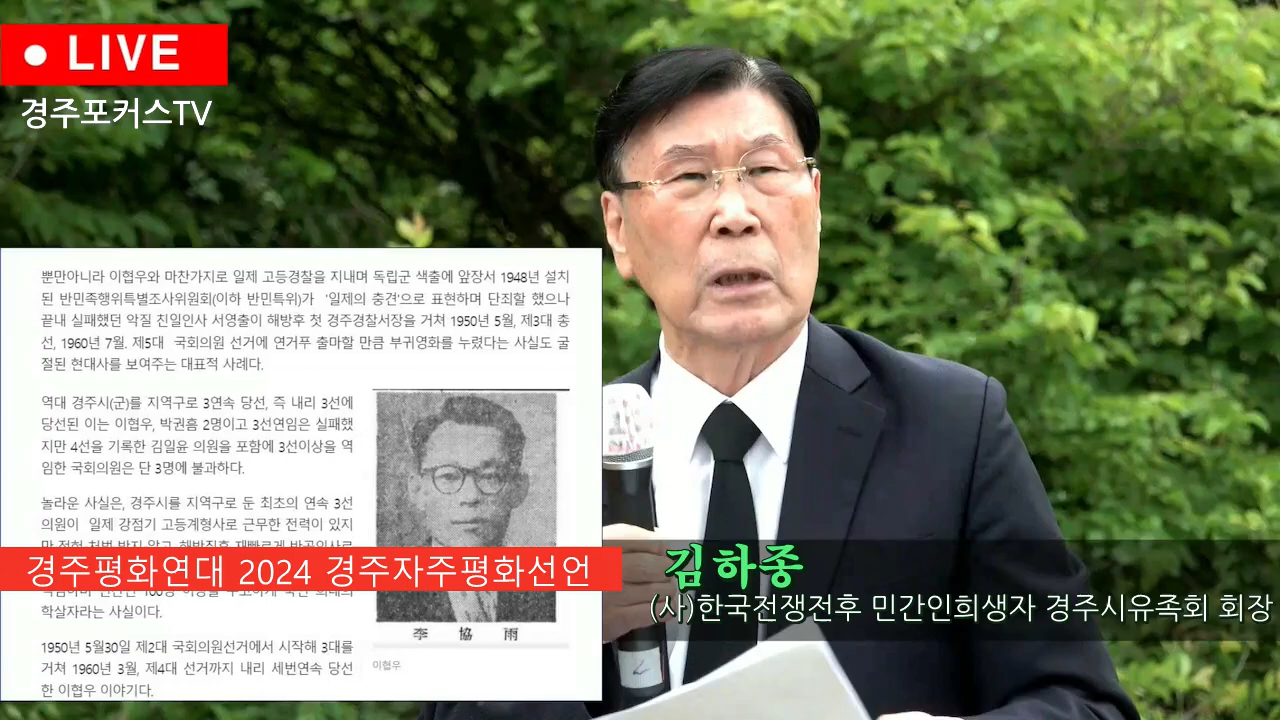 LIVE
경주포커스TV
뿐만아니라 이협우와 마찬가지로 일제 고등경찰을 지내며 독립군 색출에 앞장서 1948년 설치
된 반민족행위특별조사위원회(이하 반민특위)가 '일제의 충견'으로 표현하며 단죄할 했으나
끝내 실패했던 악질 친일인사 서영출이 해방후 첫 경주경찰서장을 거쳐 1950년 5월, 제3대 총
선, 1960년 7월. 제5대 국회의원 선거에 연거푸 출마할 만큼 부귀영화를 누렸다는 사실도 굴
절된 현대사를 보여주는 대표적 사례다.
역대 경주시(군)를 지역구로 3연속 당선, 즉 내리 3선에
당선된 이는 이협우, 박권흠 2명이고 3선연임은 실패했
지만 4선을 기록한 김일윤 의원을 포함에 3선이상을 역
임한 국회의원은 단 3명에 불과하다.
놀라운 사실은, 경주시를 지역구로 둔 최초의 연속 3선
의원이 일제 강점기 고등계형사로 근무한 전력이 있지
학살자라는 사실이다.
1950년 5월30일 제2대 국회의원선거에서 시작해 3대를
거쳐 1960년 3월, 제4대 선거까지 내리 세번연속 당선
한 이협우 이야기다.
李 協 雨
이협우
경주평화연대 2024 경주자주평화선언
김하종
(사)한국전쟁전후 민간인희생자 경주시유족회 회장